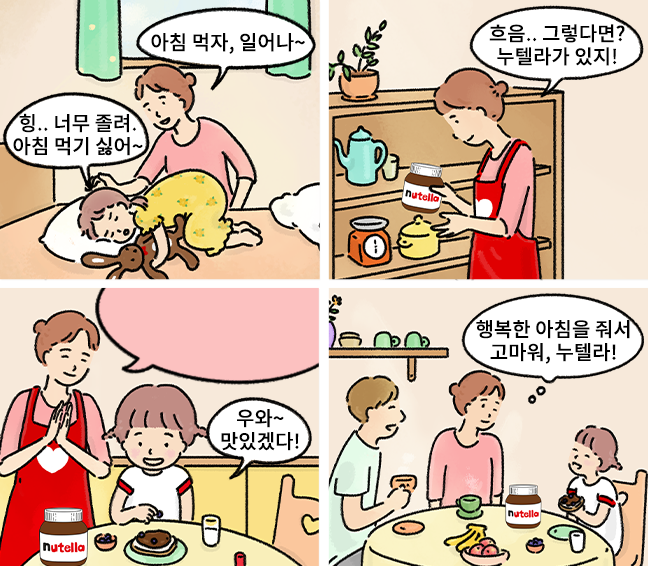 아침 먹자, 일어나~
힝.. 너무 졸려.
아침 먹기 싫어~
흐음.. 그렇다면?
누텔라가 있지!
nutella
우와~
맛있겠다!
nutella
행복한 아침을 줘서
고마워, 누텔라!
nutella